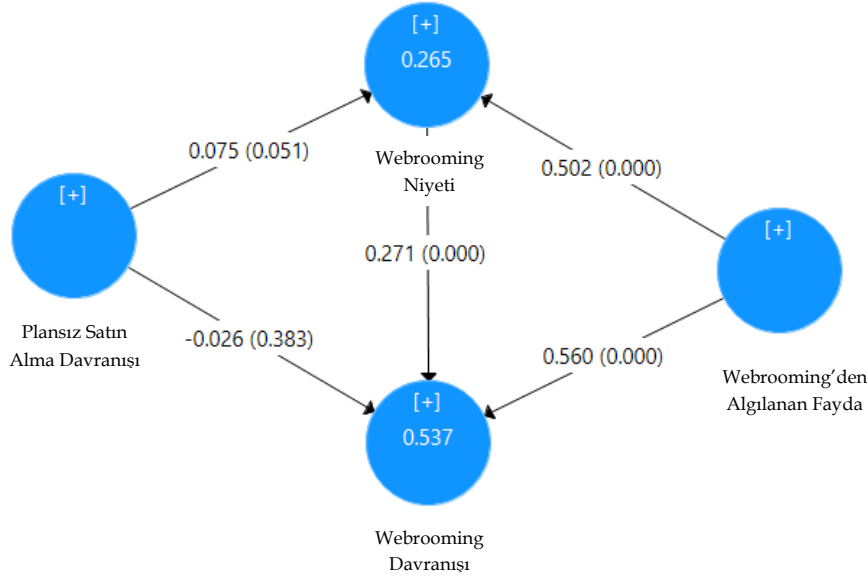 [+]
0.265
Webrooming
Niyeti
0.075 (0.051)
0.502 (0.000)
[+]
Plansız Satın
Alma Davranışı
[+]
Webrooming'den
Algılanan Fayda
0.271 (0.000)
-0.026 (0.383)
0.560 (0.000)
[+]
0.537
Webrooming
Davranışı